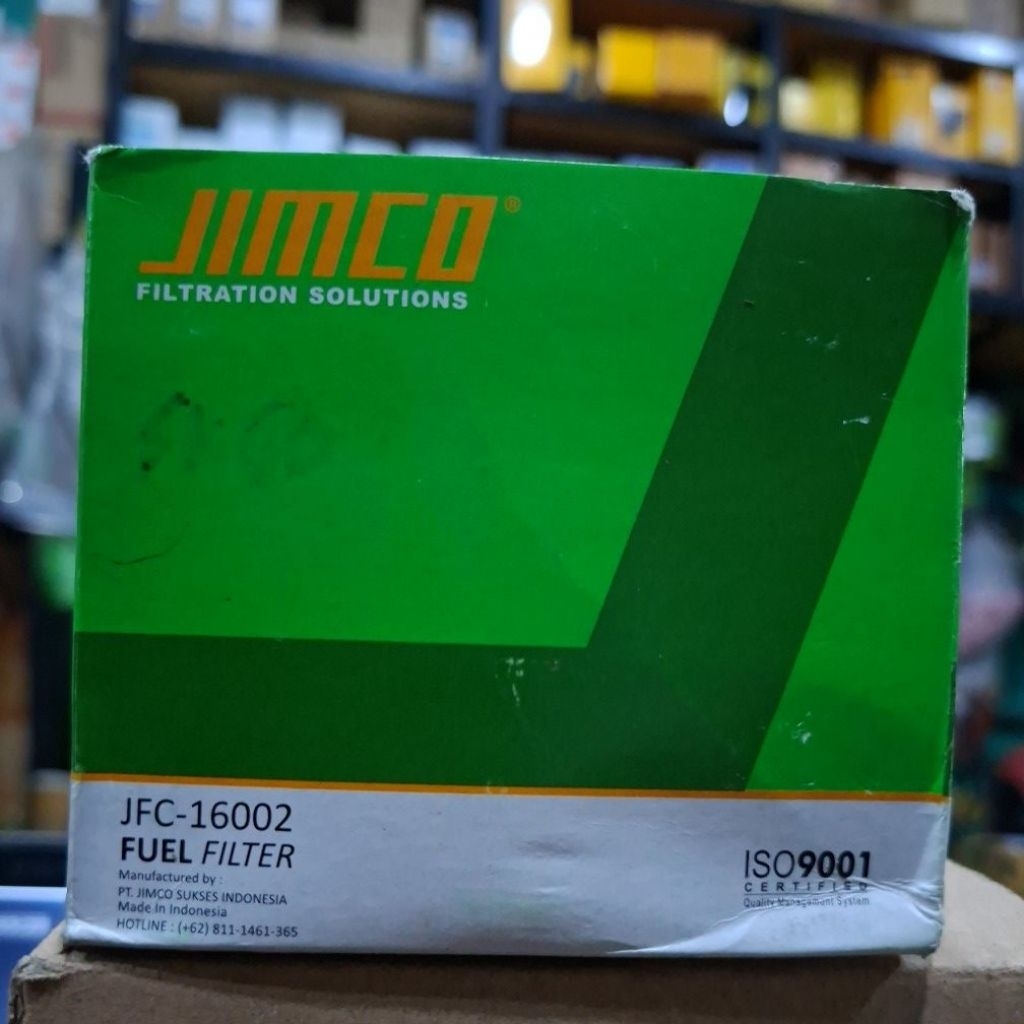 JIMCO®
FILTRATION SOLUTIONS
JFC-16002
FUEL FILTER
Manufactured by :
PT. JIMCO SUKSES INDONESIA
Made In Indonesia
HOTLINE : (+62) 811-1461-365
ISO9001
CERTIFIED
Quality Management System